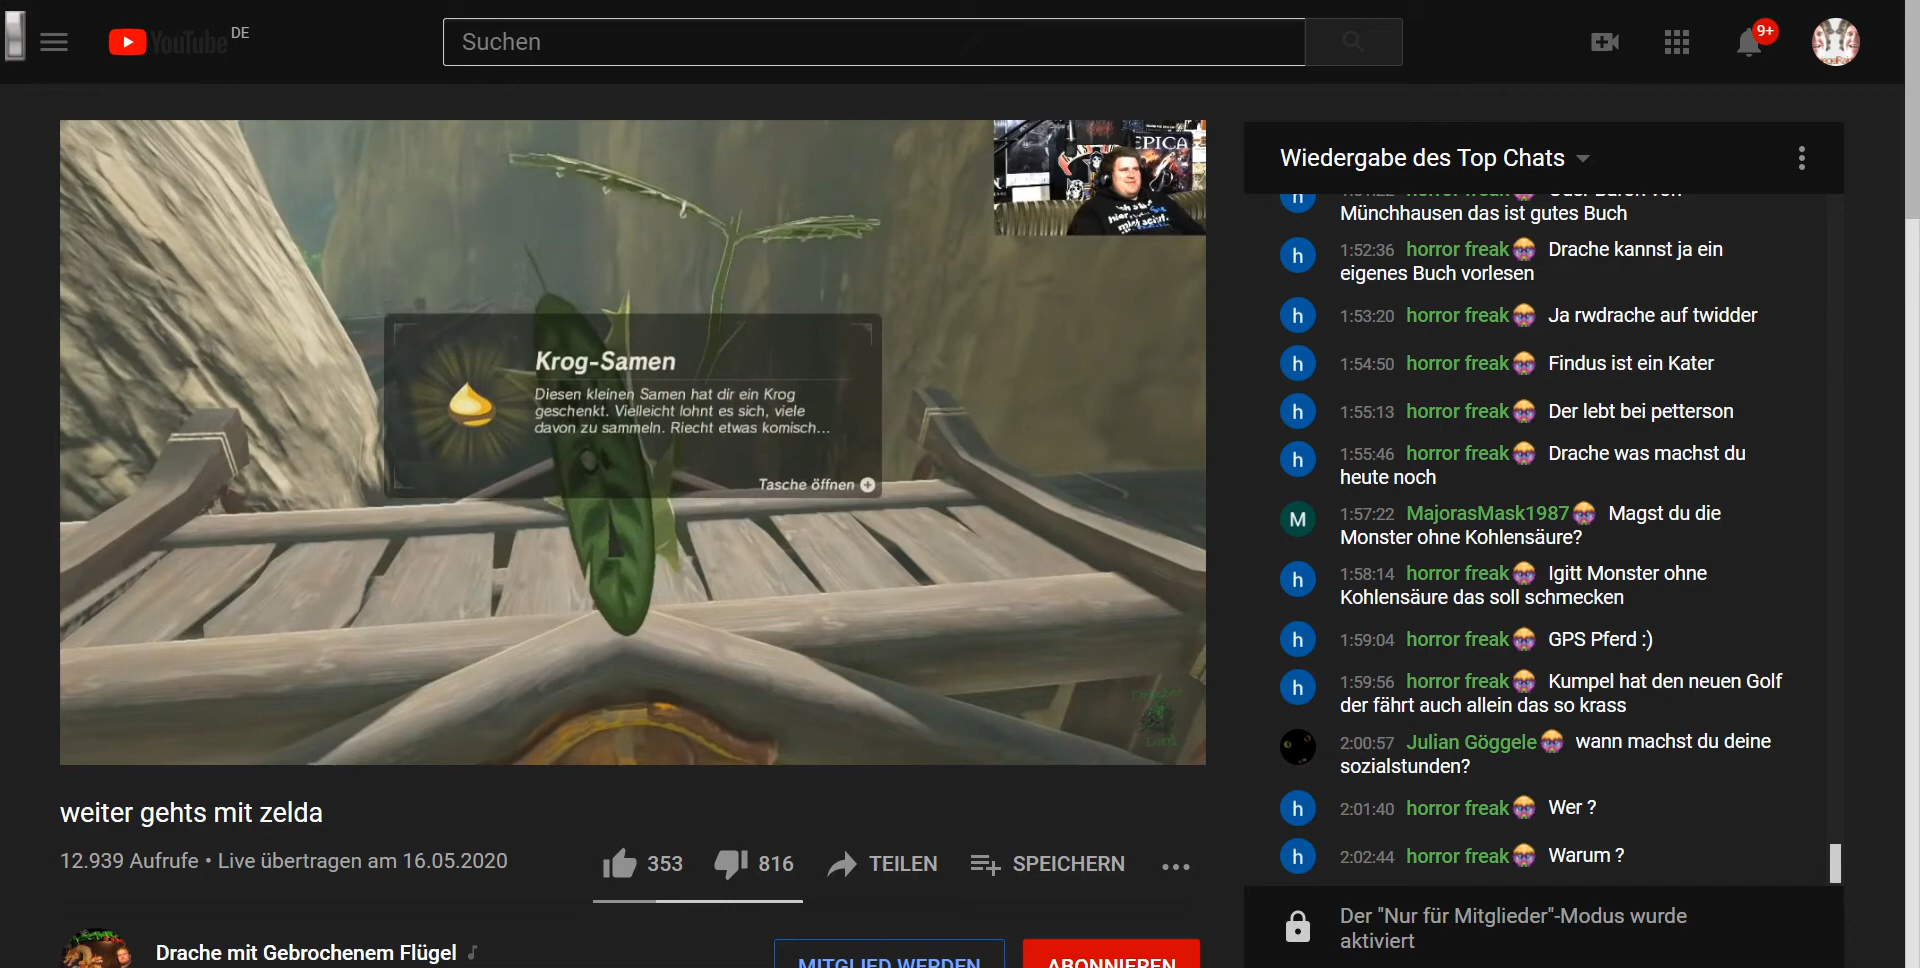 YouTube DE
Suchen
9+
EPICA
Krog-Samen
Diesen kleinen Samen hat dir ein Krog
geschenkt. Vielleicht lohnt es sich, viele
davon zu sammeln. Riecht etwas komisch...
Tasche öffnen
Lord
weiter gehts mit zelda
12.939 Aufrufe • Live übertragen am 16.05.2020
353
816
TEILEN
SPEICHERN
Drache mit Gebrochenem Flügel
MITGLIED WERDEN
ABONNIEREN
Wiedergabe des Top Chats
Münchhausen das ist gutes Buch
h
1:52:36 horror freak Drache kannst ja ein
eigenes Buch vorlesen
h
1:53:20 horror freak Ja rwdrache auf twidder
h
1:54:50 horror freak Findus ist ein Kater
h
1:55:13 horror freak Der lebt bei petterson
h
1:55:46 horror freak Drache was machst du
heute noch
M
1:57:22 MajorasMask1987 Magst du die
Monster ohne Kohlensäure?
h
1:58:14 horror freak Igitt Monster ohne
Kohlensäure das soll schmecken
h
1:59:04 horror freak GPS Pferd :)
h
1:59:56 horror freak Kumpel hat den neuen Golf
der fährt auch allein das so krass
2:00:57 Julian Göggele wann machst du deine
sozialstunden?
h
2:01:40 horror freak Wer ?
h
2:02:44 horror freak Warum ?
Der "Nur für Mitglieder"-Modus wurde
aktiviert